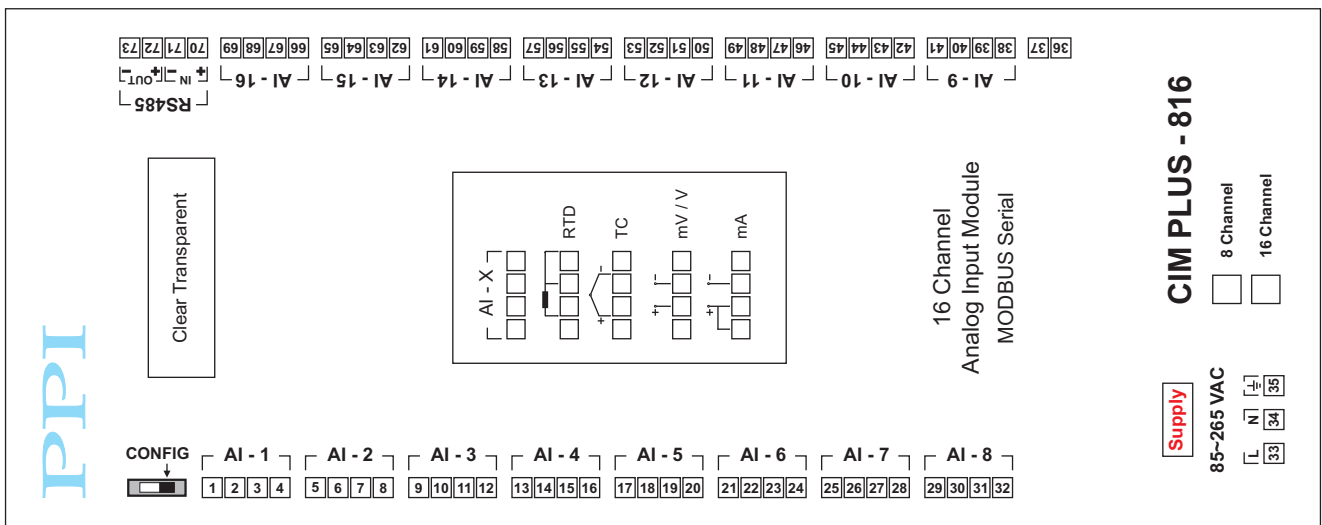 73 72 71 70 69 68 67 66 65 64 63 62 61 60 59 58 57 56 55 54 53 52 51 50 49 48 47 46 45 44 43 42 41 40 39 38 37 36
- OUT + - IN +
RS485
AI - 16
AI - 15
AI - 14
AI - 13
AI - 12
AI - 11
AI - 10
AI - 9
PPI
Clear Transparent
AI - X
RTD
+ -
TC
+ -
mV / V
+ -
mA
16 Channel
Analog Input Module
MODBUS Serial
CIM PLUS - 816
8 Channel
16 Channel
Supply
85~265 VAC
L N
33 34 35
CONFIG
AI - 1
AI - 2
AI - 3
AI - 4
AI - 5
AI - 6
AI - 7
AI - 8
1 2 3 4 5 6 7 8 9 10 11 12 13 14 15 16 17 18 19 20 21 22 23 24 25 26 27 28 29 30 31 32